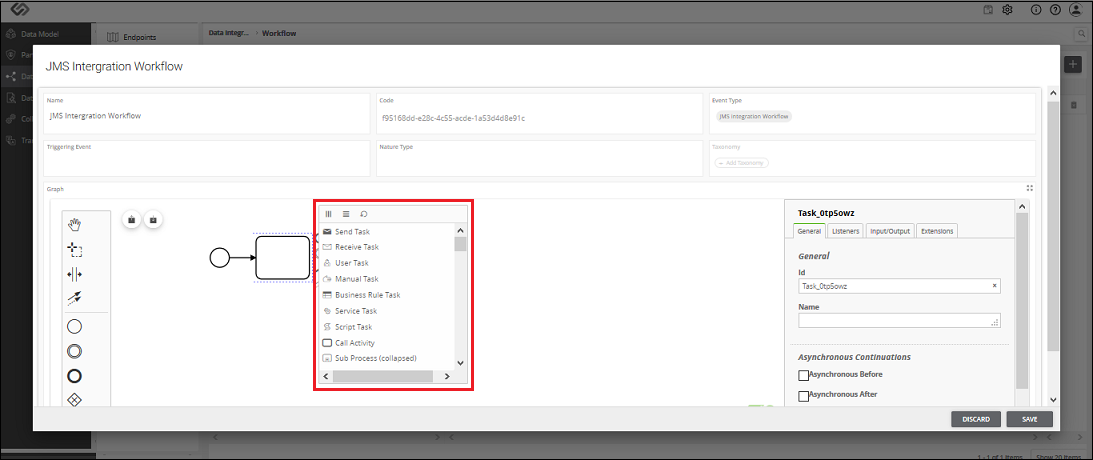 Data Model
Endpoints
Data Integr...
Workflow
JMS Intergration Workflow
Name
JMS Intergration Workflow
Code
f95168dd-e28c-4c55-acde-1a53d4d8e91c
Event Type
JMS Integration Workflow
Triggering Event
Nature Type
Taxonomy
Add Taxonomy
Graph
Send Task
Receive Task
User Task
Manual Task
Business Rule Task
Service Task
Script Task
Call Activity
Sub Process (collapsed)
Task_0tp5owz
General
Listeners
Input/Output
Extensions
General
Id
Task_0tp5owz
Name
Asynchronous Continuations
Asynchronous Before
Asynchronous After
DISCARD
SAVE
1 - 1 of 1 items
Show 20 Items